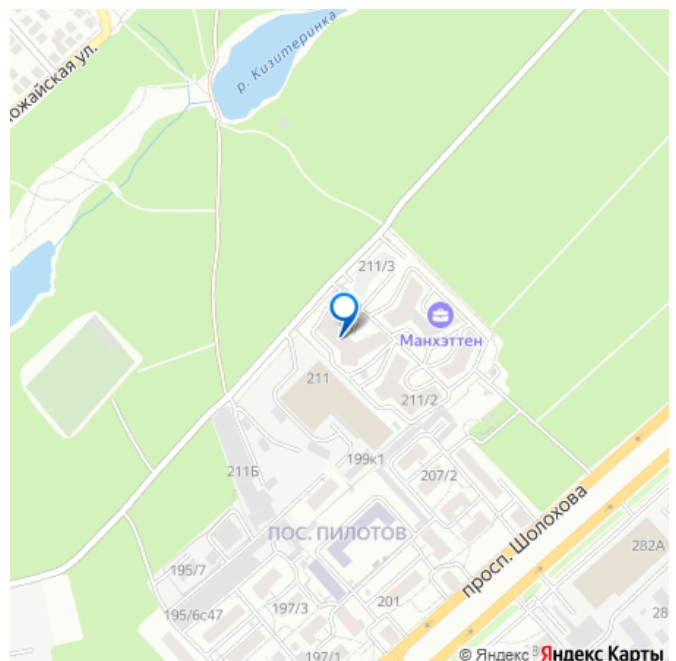 ожайская ул.
р. Кизитеринка
211/3
Манхэттен
211
211/2
199к1
211Б
207/2
просп. Шолохова
ПОС. ПИЛОТОВ
282А
195/7
201
28
195/6с47
197/3
197/1
© Яндекс Яндекс Карты